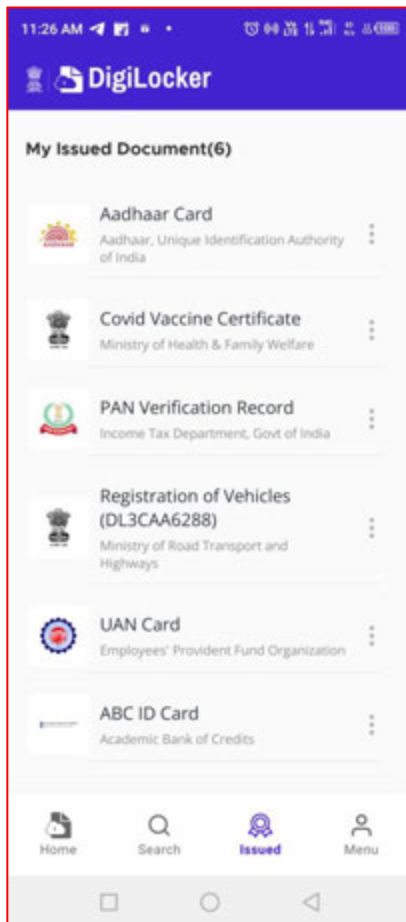 11:26 AM
DigiLocker
My Issued Document(6)
Aadhaar Card
Aadhaar, Unique Identification Authority
of India
Covid Vaccine Certificate
Ministry of Health & Family Welfare
PAN Verification Record
Income Tax Department, Govt of India
Registration of Vehicles
(DL3CAA6288)
Ministry of Road Transport and
Highways
UAN Card
Employees' Provident Fund Organization
ABC ID Card
Academic Bank of Credits
Home Search Issued Menu